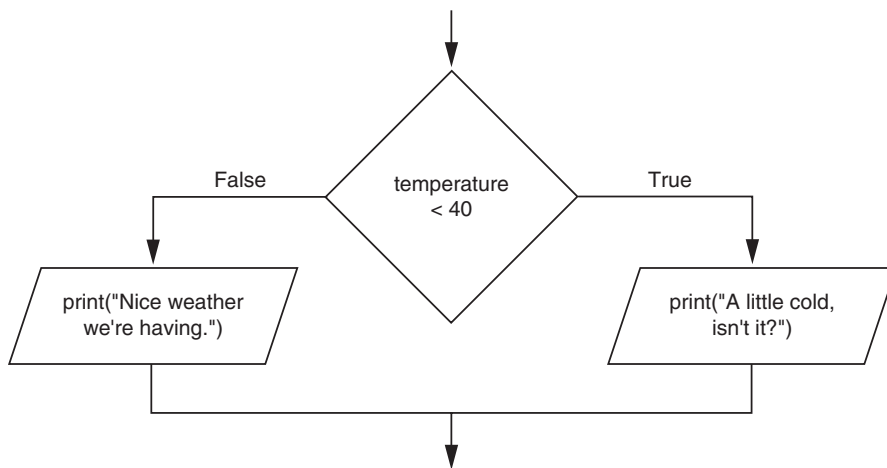 False
temperature
< 40
True
print("Nice weather
we're having.")
print("A little cold,
isn't it?")